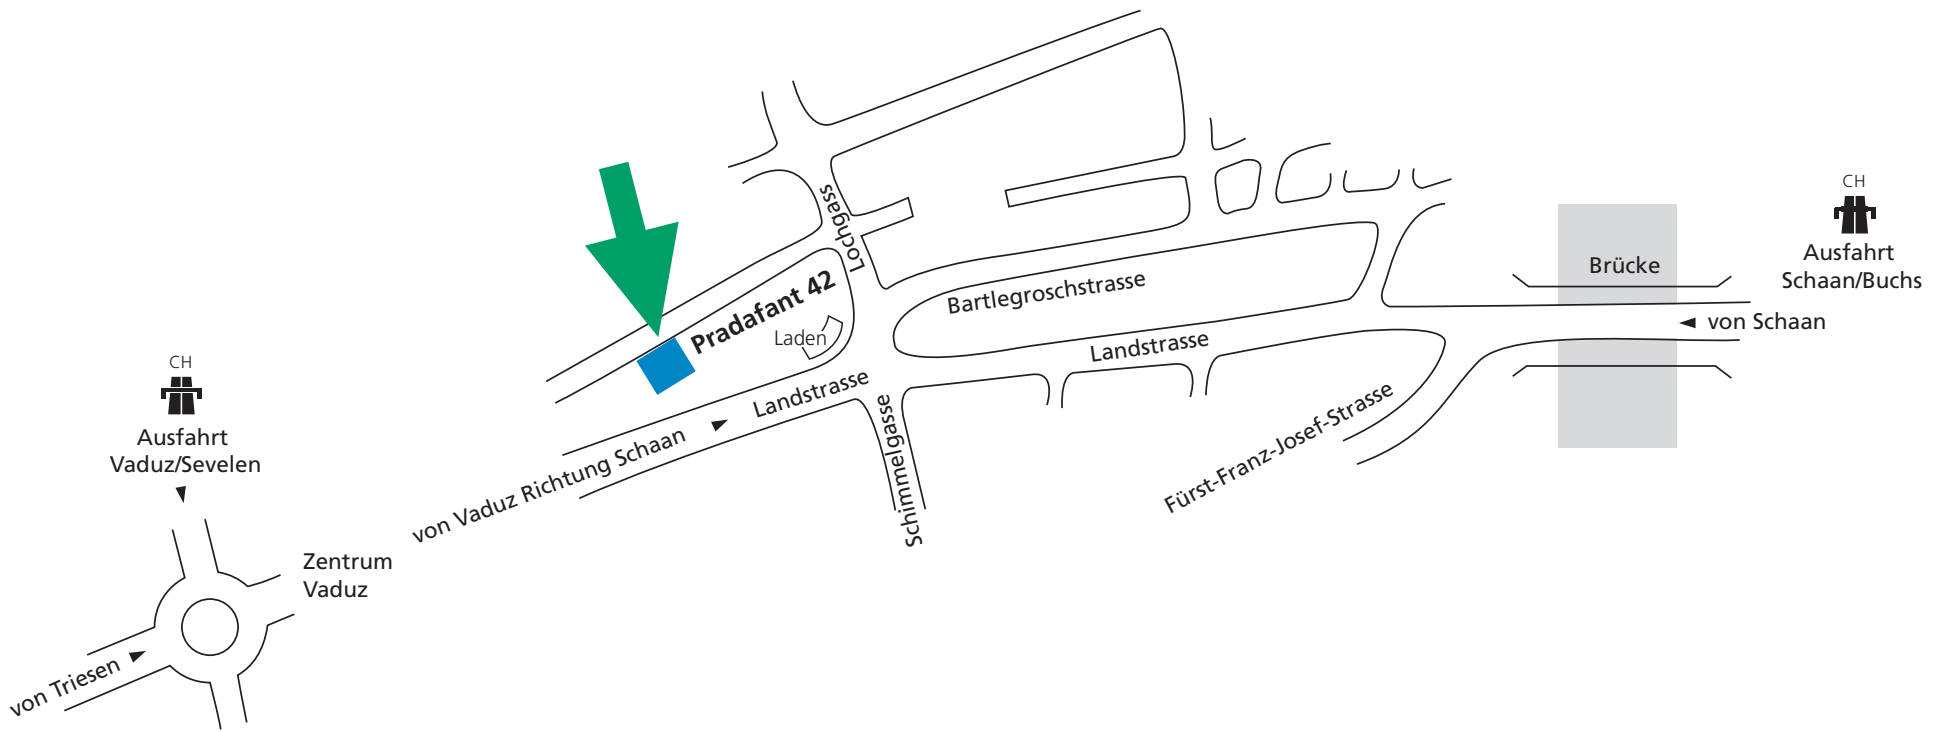 CH
Ausfahrt
Schaan/Buchs
Brücke
von Schaan
Lochgass
Pradafant 42
Laden
Bartlegroschstrasse
Landstrasse
Landstrasse
Schimmelgasse
Fürst-Franz-Josef-Strasse
CH
Ausfahrt
Vaduz/Sevelen
von Vaduz Richtung Schaan
Zentrum
Vaduz
von Triesen